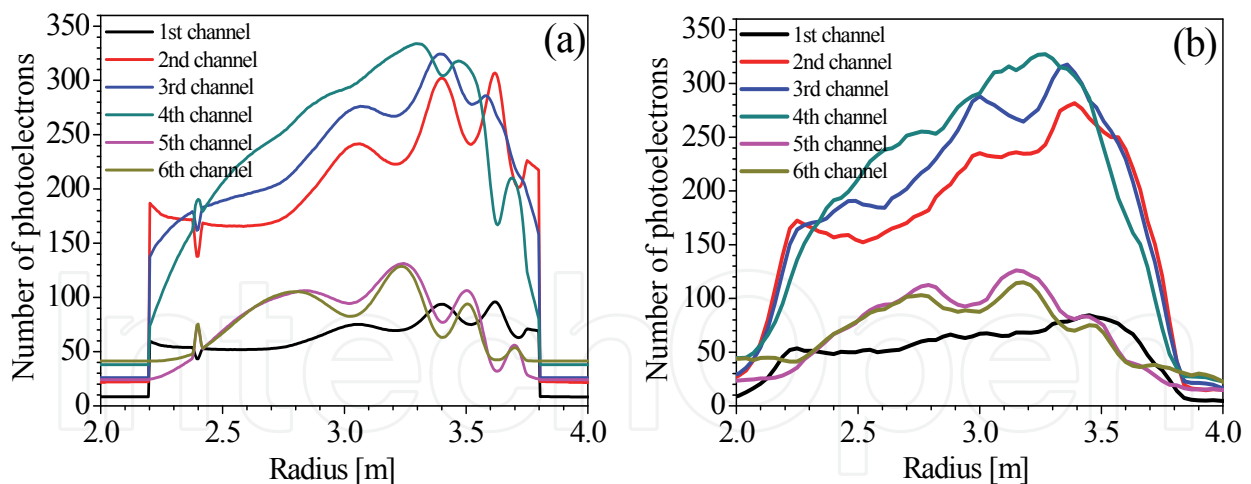 (a)
Number of photoelectrons
350
300
250
200
150
100
50
0
1st channel
2nd channel
3rd channel
4th channel
5th channel
6th channel
2.0
2.5
3.0
3.5
4.0
Radius [m]
(b)
Number of photoelectrons
350
300
250
200
150
100
50
0
1st channel
2nd channel
3rd channel
4th channel
5th channel
6th channel
2.0
2.5
3.0
3.5
4.0
Radius [m]
IntechOpen